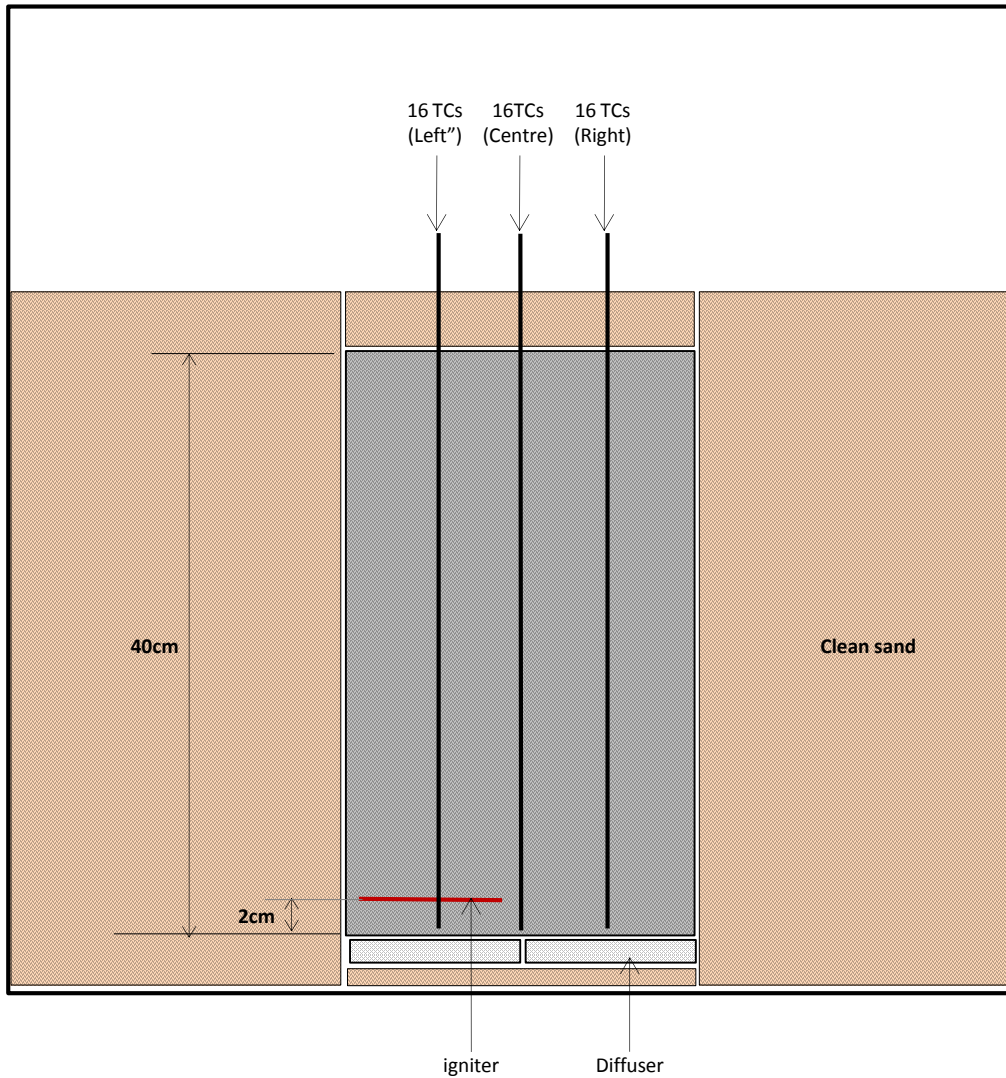 16 TCs
(Left”)
16TCs
(Centre)
16 TCs
(Right)
40cm
Clean sand
2cm
igniter
Diffuser